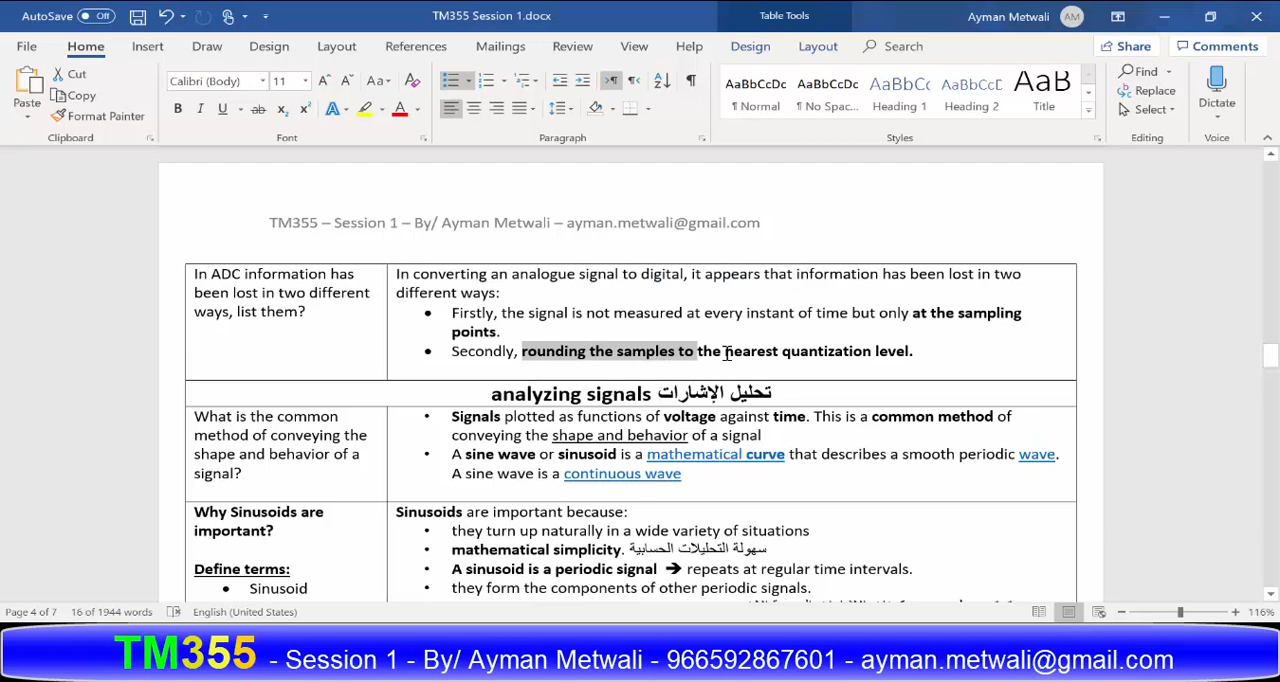 AutoSave Off TM355 Session 1.docx Table Tools Ayman Metwali AM
File Home Insert Draw Design Layout References Mailings Review View Help Design Layout Search Share Comments
Paste Cut Copy Format Painter
Calibri (Body) 11
AaBbCcDc AaBbCcDc AaBbCc AaBbCcD AaB
¶ Normal ¶ No Spac... Heading 1 Heading 2 Title
Find Replace Select
Dictate
Clipboard Font Paragraph Styles Editing Voice
TM355 – Session 1 – By/ Ayman Metwali – ayman.metwali@gmail.com
In ADC information has
been lost in two different
ways, list them?
In converting an analogue signal to digital, it appears that information has been lost in two
different ways:
• Firstly, the signal is not measured at every instant of time but only at the sampling
points.
• Secondly, rounding the samples to the nearest quantization level.
analyzing signals تحليل الإشارات
What is the common
method of conveying the
shape and behavior of a
signal?
• Signals plotted as functions of voltage against time. This is a common method of
conveying the shape and behavior of a signal
• A sine wave or sinusoid is a mathematical curve that describes a smooth periodic wave.
A sine wave is a continuous wave
Why Sinusoids are
important?
Define terms:
• Sinusoid
Sinusoids are important because:
• they turn up naturally in a wide variety of situations
• mathematical simplicity. سهولة التحليلات الحسابية
• A sinusoid is a periodic signal ➔ repeats at regular time intervals.
• they form the components of other periodic signals.
Page 4 of 7 16 of 1944 words English (United States) 116%
TM355 - Session 1 - By/ Ayman Metwali - 966592867601 - ayman.metwali@gmail.com